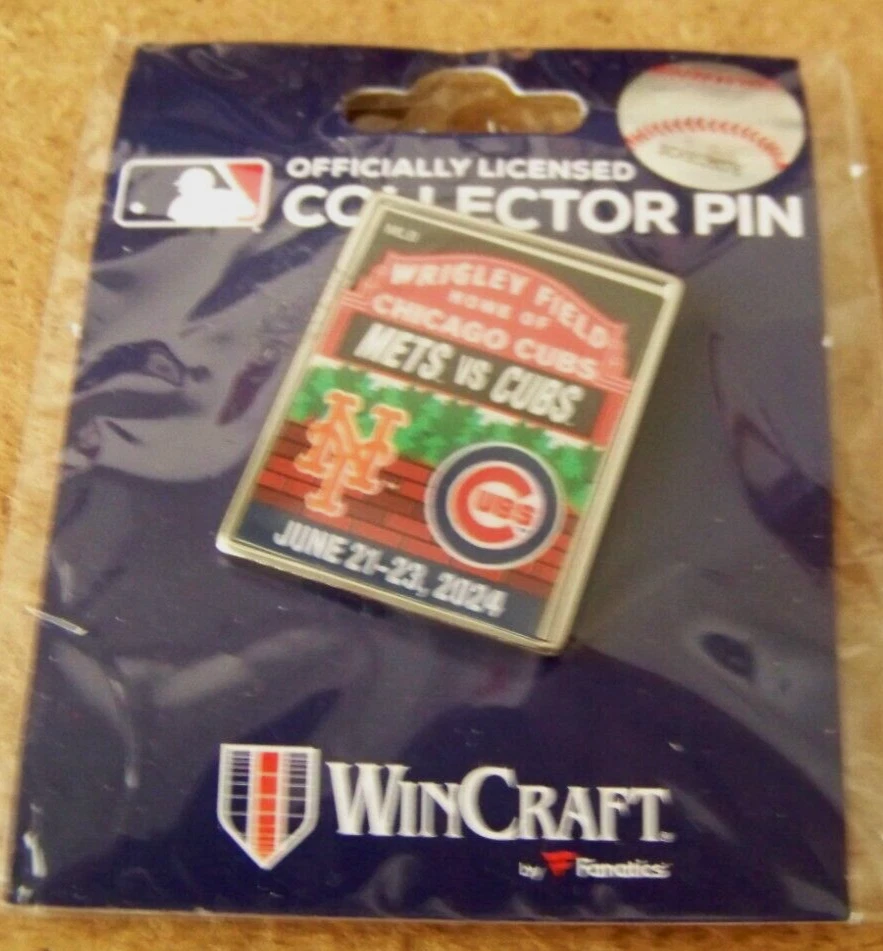 OFFICIALLY LICENSED
COLLECTOR PIN
MLB
WRIGLEY FIELD
HOME OF
CHICAGO CUBS
METS VS CUBS
NY
CUBS
JUNE 21-23, 2024
WINCRAFT
by Fanatics